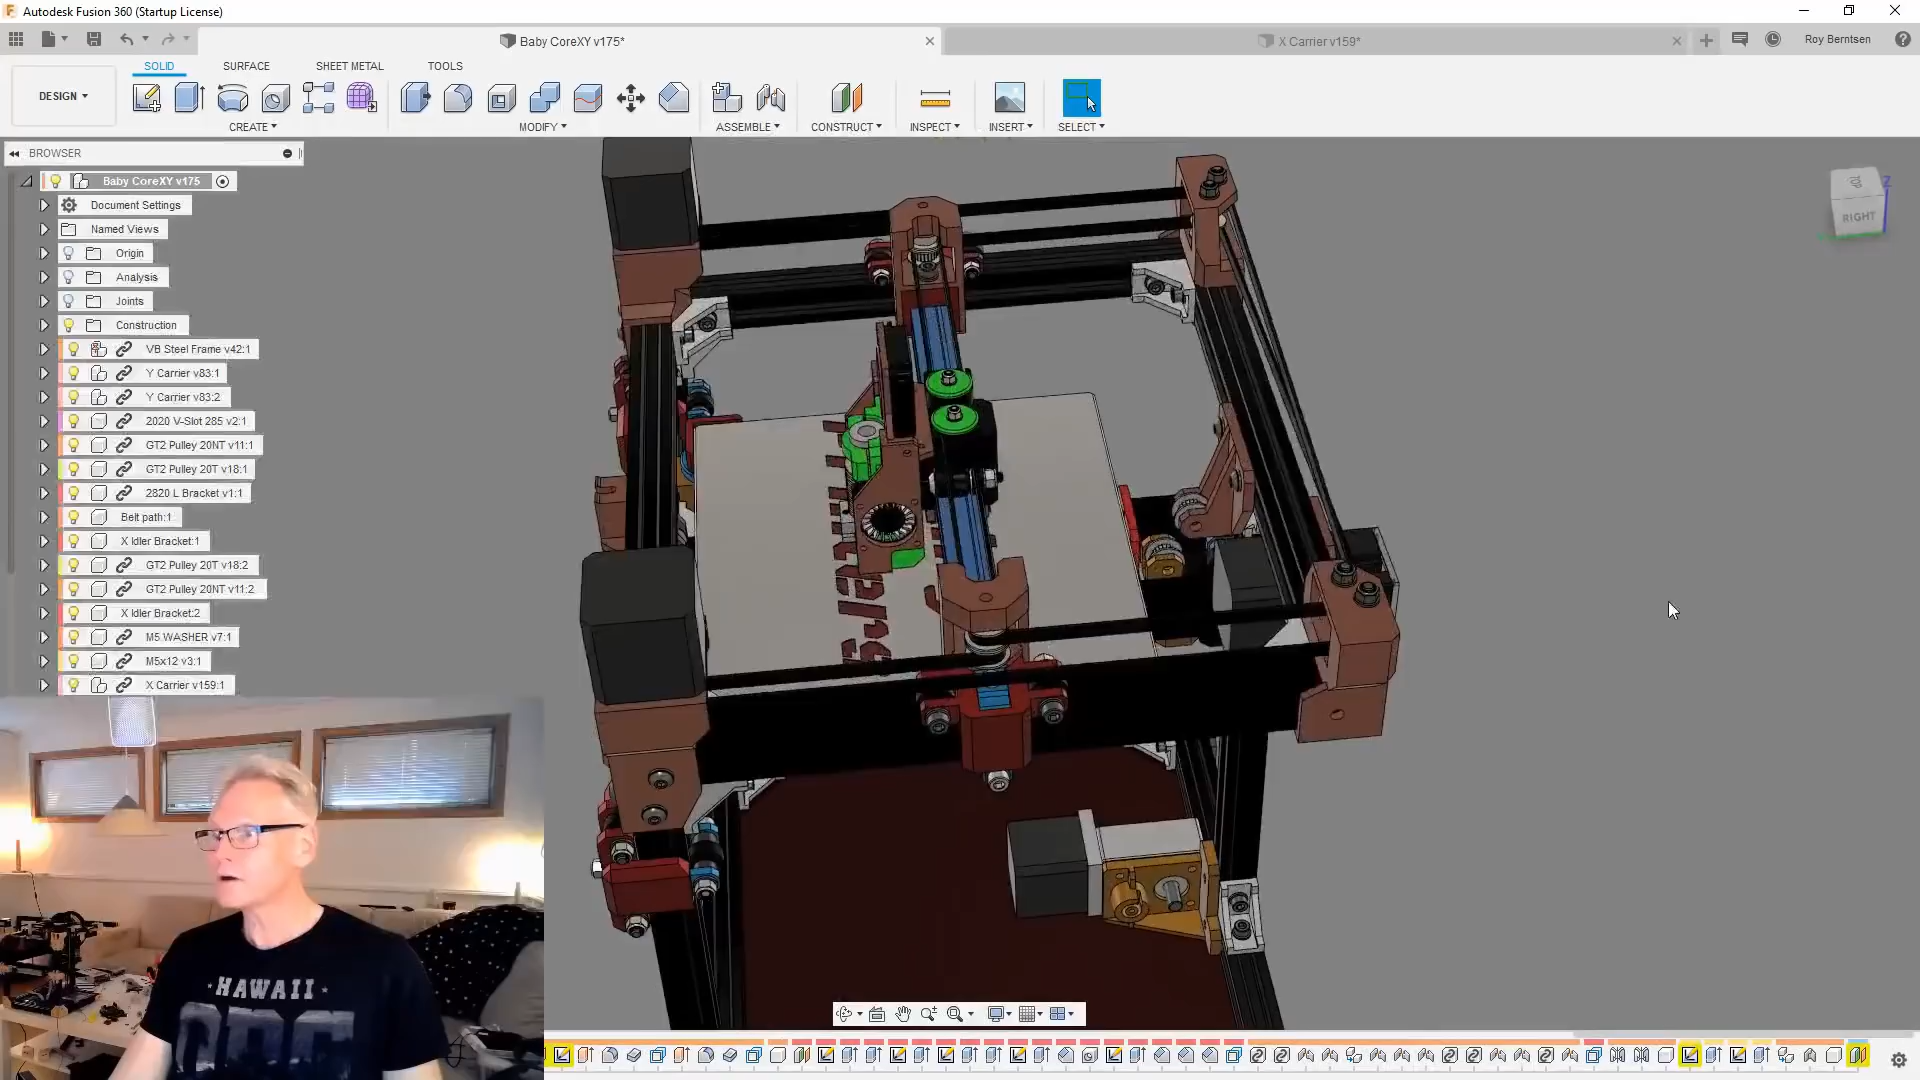 Autodesk Fusion 360 (Startup License)
Baby CoreXY v175*
X Carrier v159*
Roy Berntsen
SOLID
SURFACE
SHEET METAL
TOOLS
DESIGN
CREATE
MODIFY
ASSEMBLE
CONSTRUCT
INSPECT
INSERT
SELECT
BROWSER
Baby CoreXY v175
Document Settings
Named Views
Origin
Analysis
Joints
Construction
VB Steel Frame v42:1
Y Carrier v83:1
Y Carrier v83:2
2020 V-Slot 285 v2:1
GT2 Pulley 20NT v11:1
GT2 Pulley 20T v18:1
2820 L Bracket v1:1
Belt path:1
X Idler Bracket:1
GT2 Pulley 20T v18:2
GT2 Pulley 20NT v11:2
X Idler Bracket:2
M5 WASHER v7:1
M5x12 v3:1
X Carrier v159:1
Z
RIGHT
HAWAII